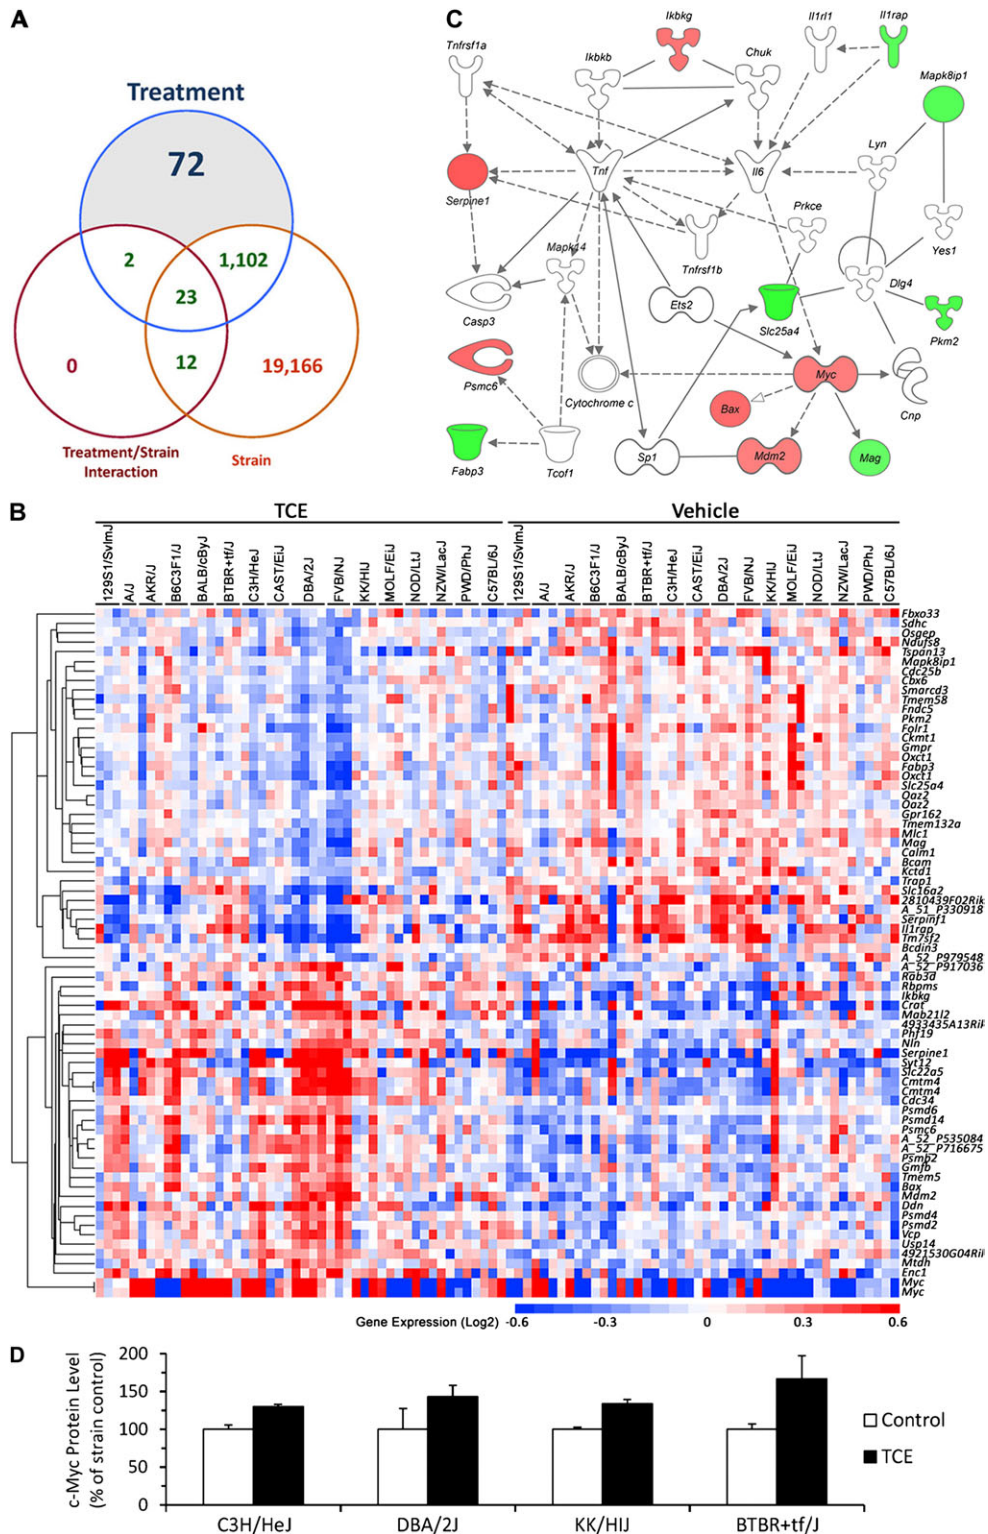 A
Treatment
72
2
1,102
23
0
12
19,166
Treatment/Strain
Interaction
Strain
C
Ikbkg
Il1rl1
Il1rap
Tnfrsf1a
Ikbkb
Chuk
Mapk8ip1
Lyn
Tnf
Il6
Serpine1
Prkce
Mapk14
Tnfrsf1b
Yes1
Dlg4
Ets2
Casp3
Slc25a4
Pkm2
Psmc6
Cytochrome c
Myc
Cnp
Bax
Fabp3
Tcof1
Sp1
Mdm2
Mag
B
TCE
Vehicle
129S1/SvImJ
A/J
AKR/J
B6C3F1/J
BALB/cByJ
BTBR+tf/J
C3H/HeJ
CAST/EiJ
DBA/2J
FVB/NJ
KK/HIJ
MOLF/EiJ
NOD/LtJ
NZW/LacJ
PWD/PhJ
C57BL/6J
129S1/SvImJ
A/J
AKR/J
B6C3F1/J
BALB/cByJ
BTBR+tf/J
C3H/HeJ
CAST/EiJ
DBA/2J
FVB/NJ
KK/HIJ
MOLF/EiJ
NOD/LtJ
NZW/LacJ
PWD/PhJ
C57BL/6J
Fbxo33
Sdhc
Osgep
Ndufs8
Tspan13
Mapk8ip1
Cdc25b
Cbx6
Smarcd3
Tmem58
Fndc5
Pkm2
Folr1
Ckmt1
Gmpr
Oxct1
Fabp3
Oxct1
Slc25a4
Oaz2
Oaz2
Gpr162
Tmem132a
Mlc1
Mag
Calm1
Bcam
Kctd1
Trap1
Slc16a2
2810439F02Rik
A_51_P330918
Serpinf1
Il1rap
Tm7sf2
Bcdin3
A_52_P979548
A_52_P917036
Rab3d
Rbpms
Ikbkg
Crat
Mab21l2
4933435A13Rik
Phf19
Nln
Serpine1
Syt12
Slc22a5
Cmtm4
Cmtm4
Cdc34
Psmd6
Psmd14
Psmc6
A_52_P535084
A_52_P716675
Psmb2
Gmfb
Tmem5
Bax
Mdm2
Ddn
Psmd4
Psmd2
Vcp
Usp14
4921530G04Rik
Mtdh
Enc1
Myc
Myc
Gene Expression (Log2)
-0.6
-0.3
0
0.3
0.6
D
c-Myc Protein Level
(% of strain control)
200
150
100
50
0
C3H/HeJ
DBA/2J
KK/HIJ
BTBR+tf/J
Control
TCE